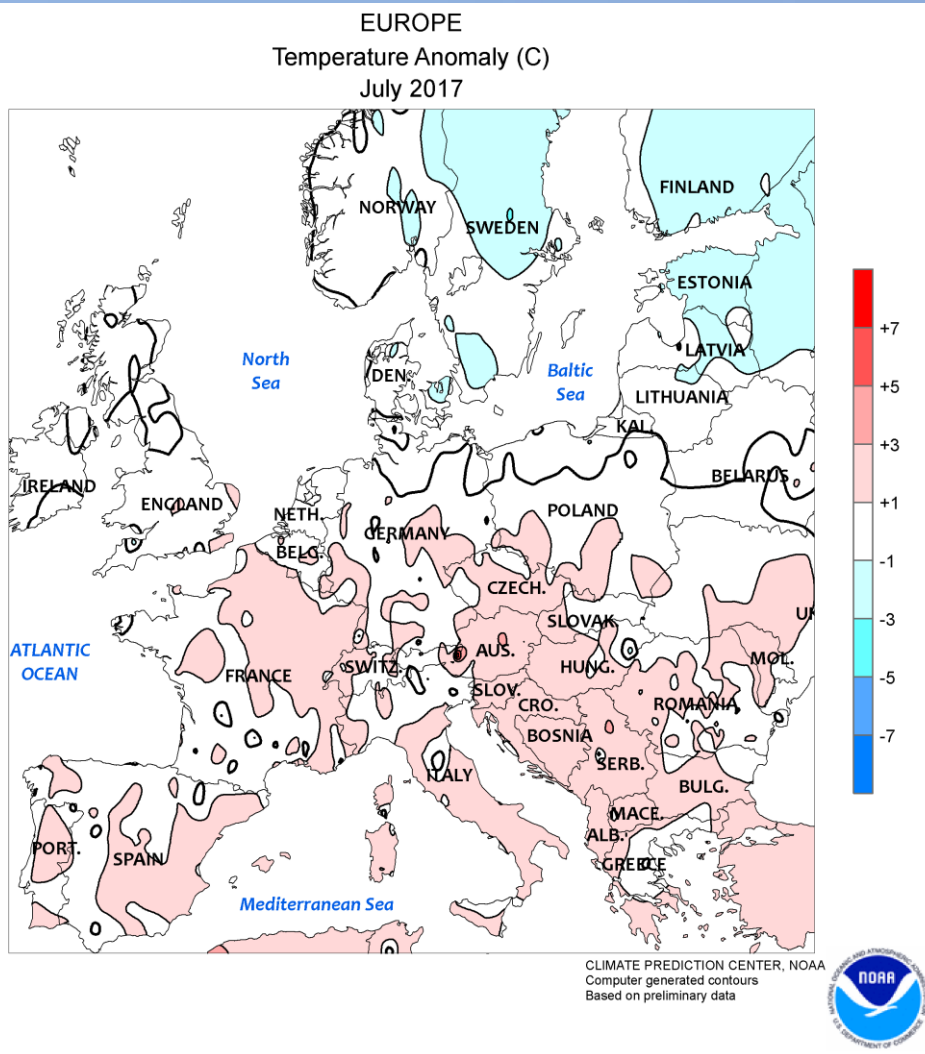 EUROPE
Temperature Anomaly (C)
July 2017
FINLAND
NORWAY
SWEDEN
ESTONIA
North
Sea
LATVIA
DEN.
Baltic
Sea
LITHUANIA
KAL.
IRELAND
ENGLAND
BELARUS
NETH.
POLAND
GERMANY
BELG.
CZECH.
SLOVAK.
UK
ATLANTIC
OCEAN
FRANCE
SWITZ.
AUS.
HUNG.
MOL.
SLOV.
CRO.
ROMANIA
BOSNIA
SERB.
ITALY
BULG.
MACE.
ALB.
PORT.
SPAIN
GREECE
Mediterranean Sea
+7
+5
+3
+1
-1
-3
-5
-7
CLIMATE PREDICTION CENTER, NOAA
Computer generated contours
Based on preliminary data
NOAA